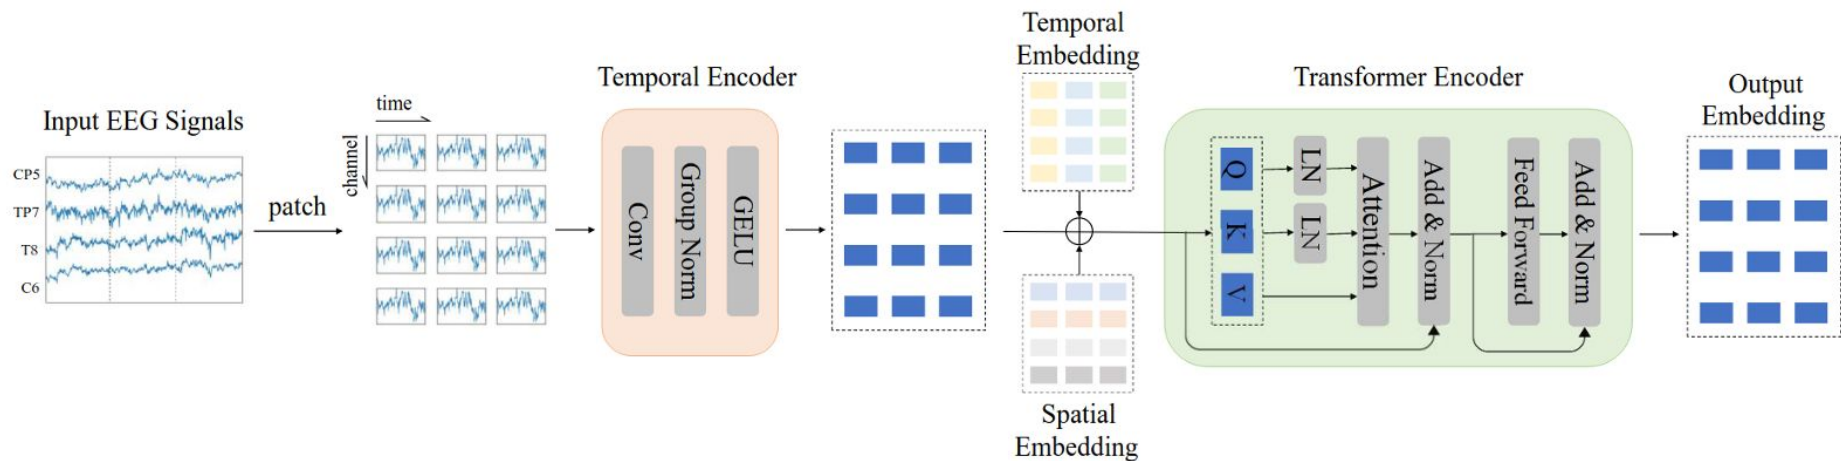 Input EEG Signals
CP5
TP7
T8
C6
patch
time
channel
Temporal Encoder
Conv
Group Norm
GELU
Temporal
Embedding
Spatial
Embedding
Transformer Encoder
Q
K
V
LN
LN
Attention
Add & Norm
Feed Forward
Add & Norm
Output
Embedding